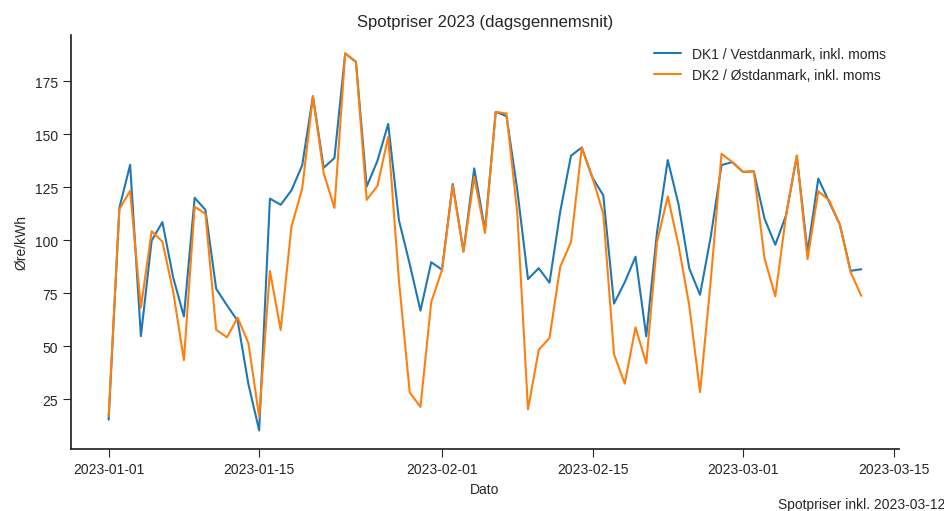 Spotpriser 2023 (dagsgennemsnit)
DK1 / Vestdanmark, inkl. moms
DK2 / Østdanmark, inkl. moms
Øre/kWh
175
150
125
100
75
50
25
2023-01-01
2023-01-15
2023-02-01
2023-02-15
2023-03-01
2023-03-15
Dato
Spotpriser inkl. 2023-03-12